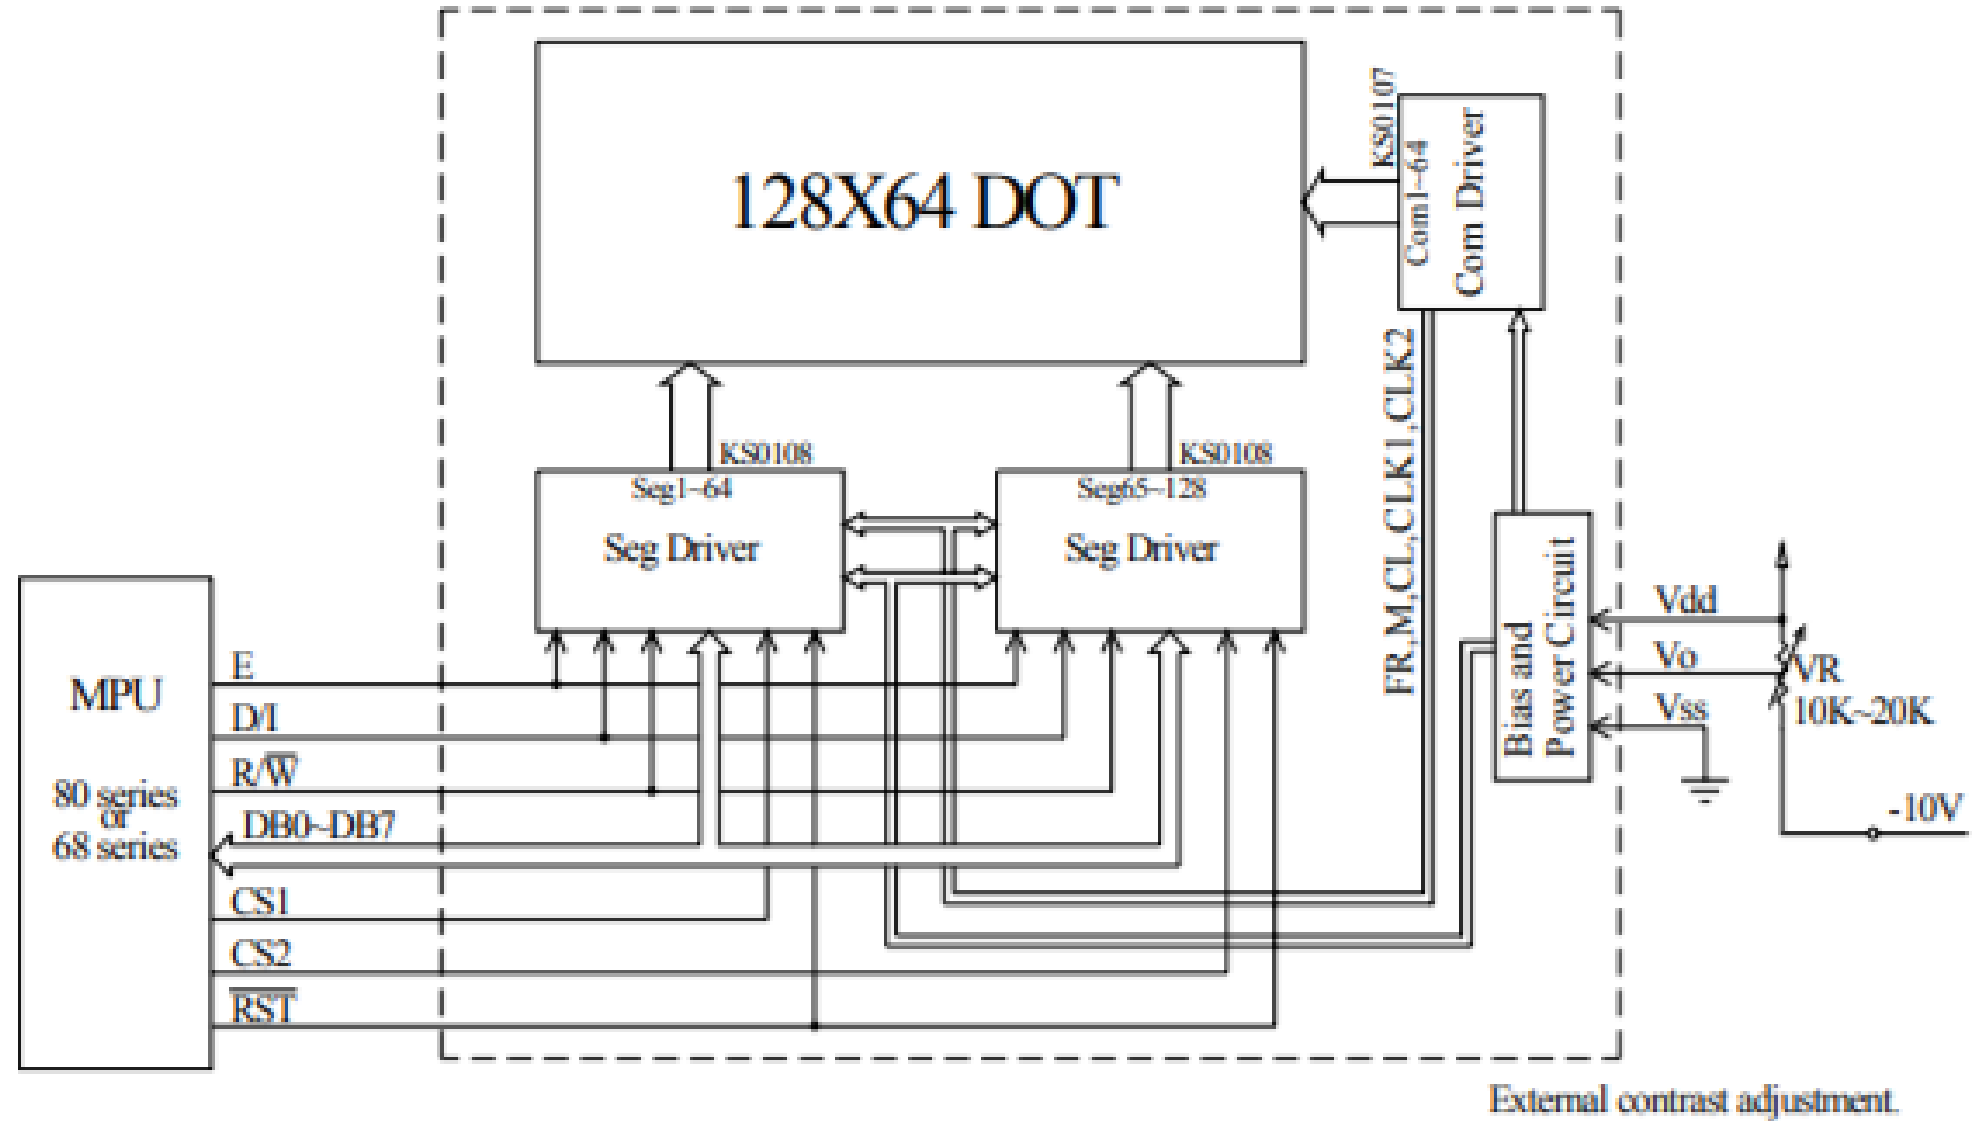 128X64 DOT
KS0107
Com1~64
Com Driver
KS0108
Seg1~64
Seg Driver
KS0108
Seg65~128
Seg Driver
FR,M,CL,CLK1,CLK2
Bias and
Power Circuit
Vdd
Vo
Vss
VR
10K~20K
-10V
MPU
80 series
or
68 series
E
D/I
R/W̅
DB0~DB7
CS1
CS2
R̅S̅T̅
External contrast adjustment.